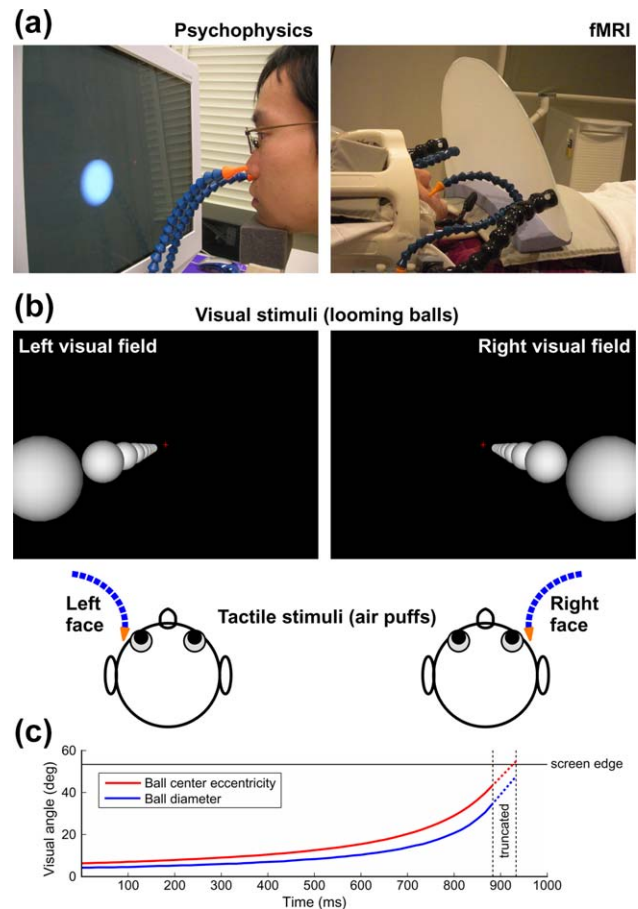 (a)
Psychophysics
fMRI
(b)
Visual stimuli (looming balls)
Left visual field
Right visual field
Left
face
Tactile stimuli (air puffs)
Right
face
(c)
60
40
20
0
Visual angle (deg)
Ball center eccentricity
Ball diameter
truncated
screen edge
100 200 300 400 500 600 700 800 900 1000
Time (ms)